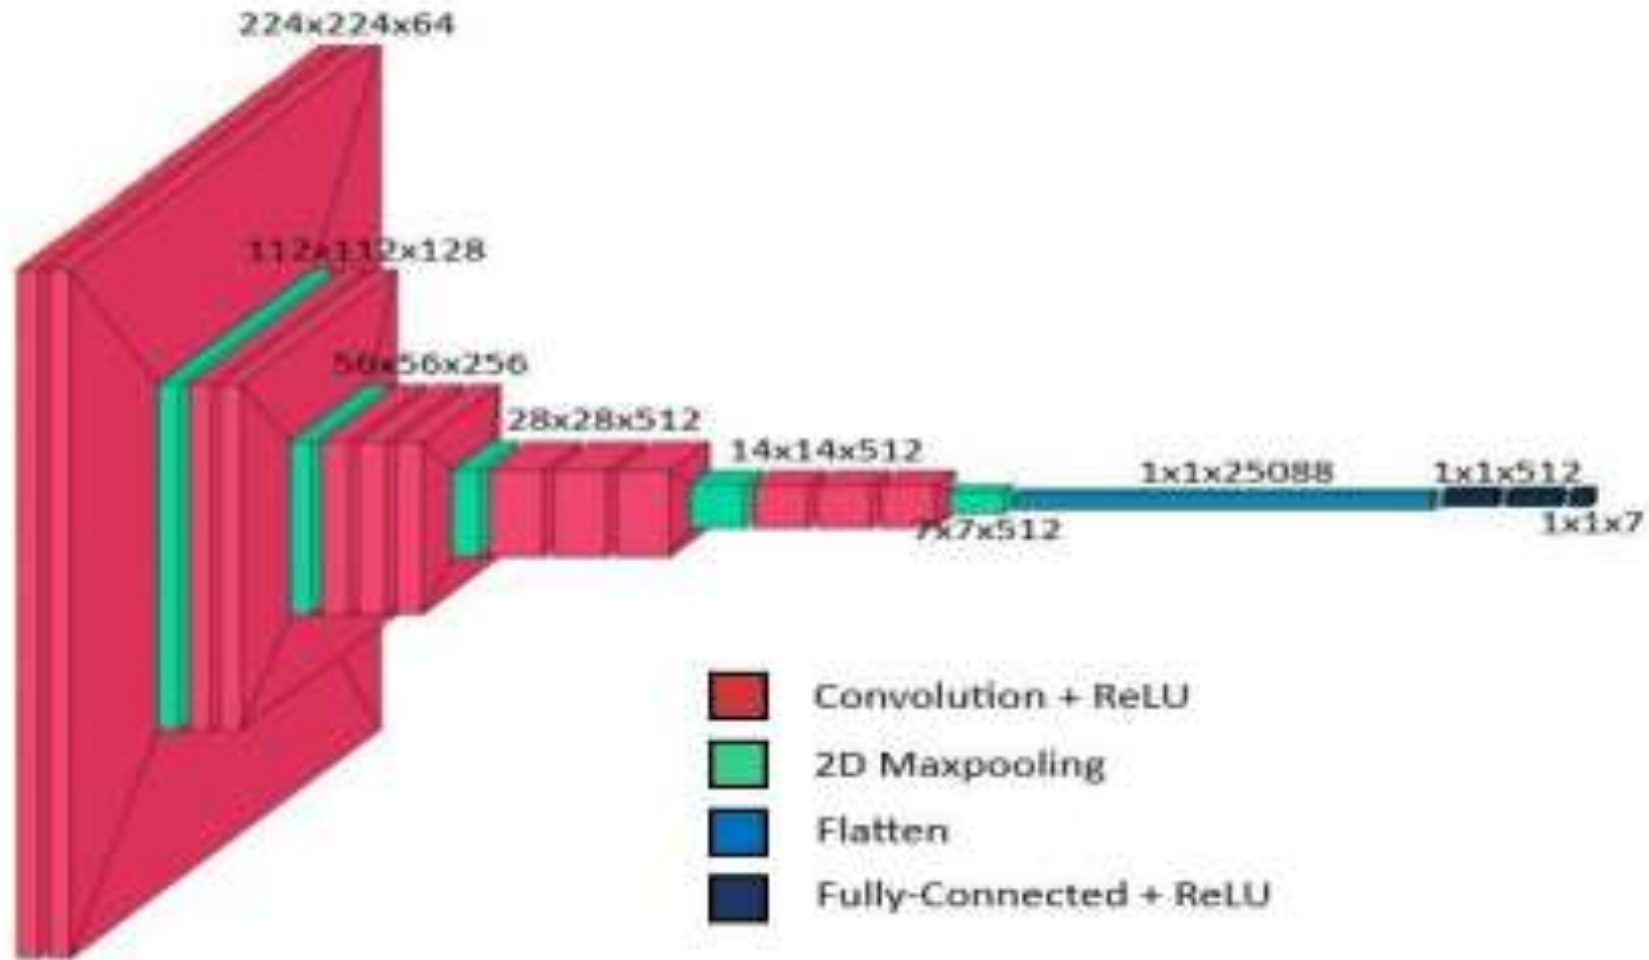 224x224x64
112x112x128
56x56x256
28x28x512
14x14x512
7x7x512
1x1x25088
1x1x512
1x1x7
Convolution + ReLU
2D Maxpooling
Flatten
Fully-Connected + ReLU